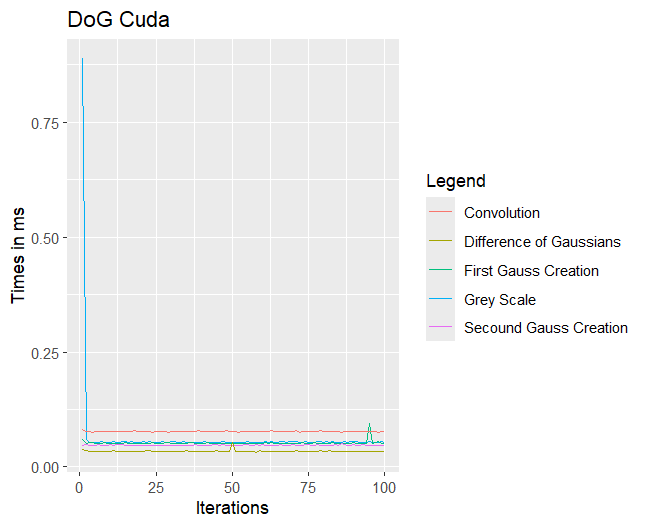 DoG Cuda
Times in ms
0.75
0.50
0.25
0.00
0
25
50
75
100
Iterations
Legend
Convolution
Difference of Gaussians
First Gauss Creation
Grey Scale
Secound Gauss Creation